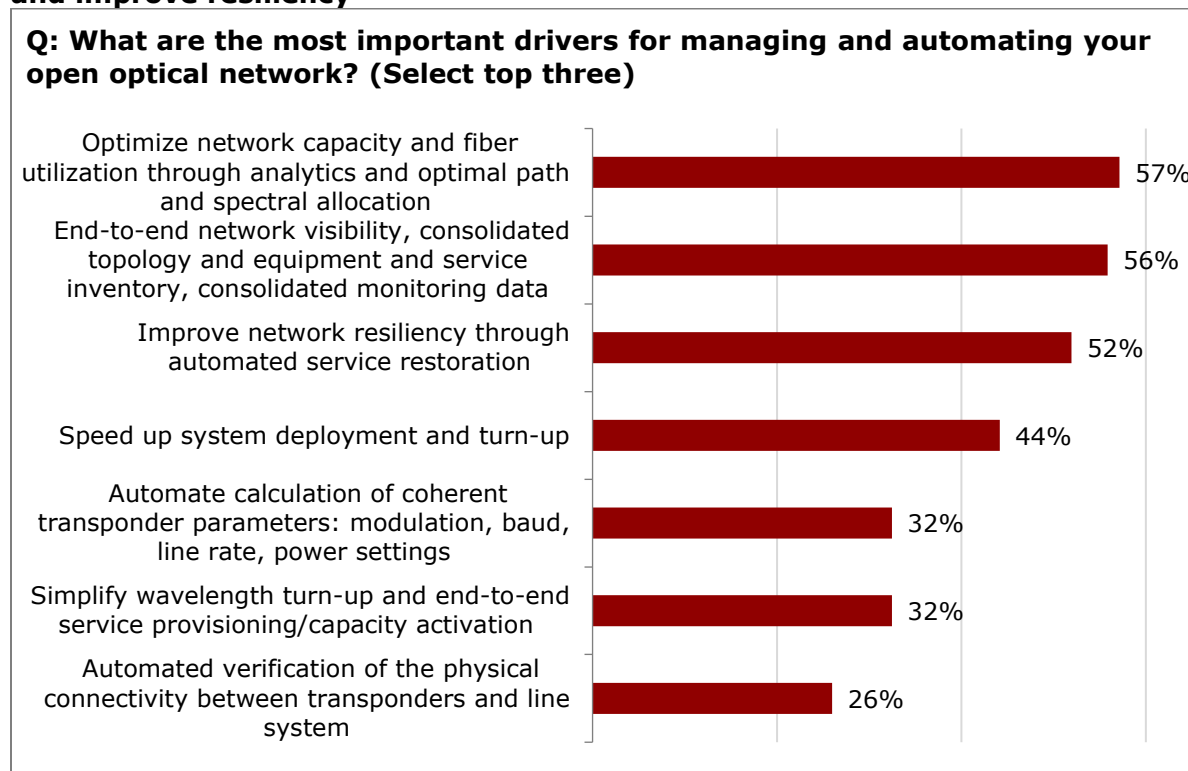 and improve resiliency
Q: What are the most important drivers for managing and automating your
open optical network? (Select top three)
Optimize network capacity and fiber
utilization through analytics and optimal path
and spectral allocation
57%
End-to-end network visibility, consolidated
topology and equipment and service
inventory, consolidated monitoring data
56%
Improve network resiliency through
automated service restoration
52%
Speed up system deployment and turn-up
44%
Automate calculation of coherent
transponder parameters: modulation, baud,
line rate, power settings
32%
Simplify wavelength turn-up and end-to-end
service provisioning/capacity activation
32%
Automated verification of the physical
connectivity between transponders and line
system
26%